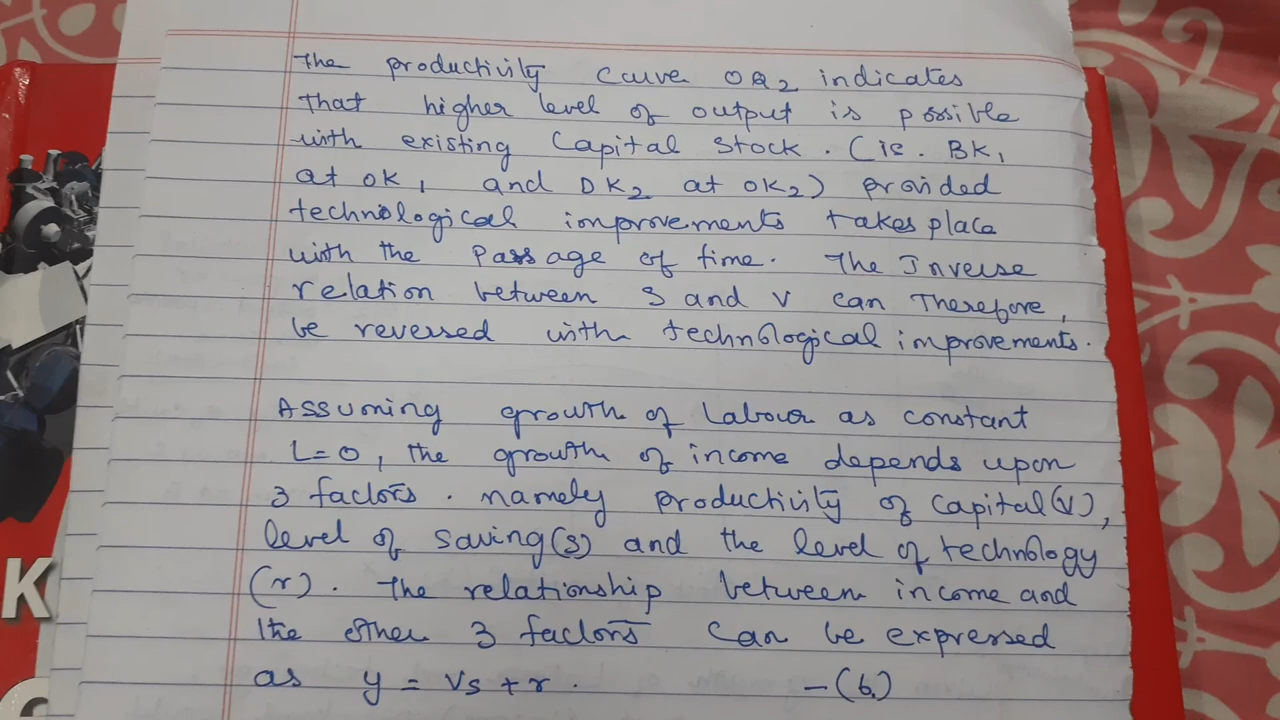 The productivity curve OQ2 indicates
that higher level of output is possible
with existing Capital Stock. (ie. BK1
at OK1 and DK2 at OK2) provided
technological improvements takes place
with the passage of time. The Inverse
relation between S and V can Therefore,
be reversed with technological improvements.
Assuming growth of Labour as constant
L=0, the growth of income depends upon
3 factors. namely productivity of capital(V),
level of saving(s) and the level of technology
(r). The relationship between income and
the other 3 factors can be expressed
as y = Vs + r. -(6.)
K